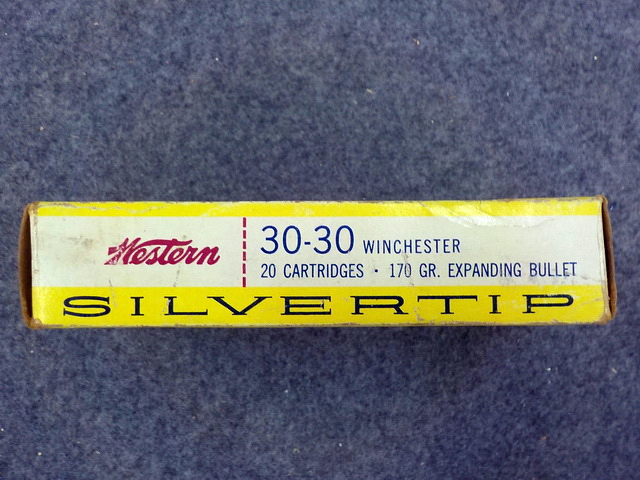 Western
30-30 WINCHESTER
20 CARTRIDGES · 170 GR. EXPANDING BULLET
SILVERTIP